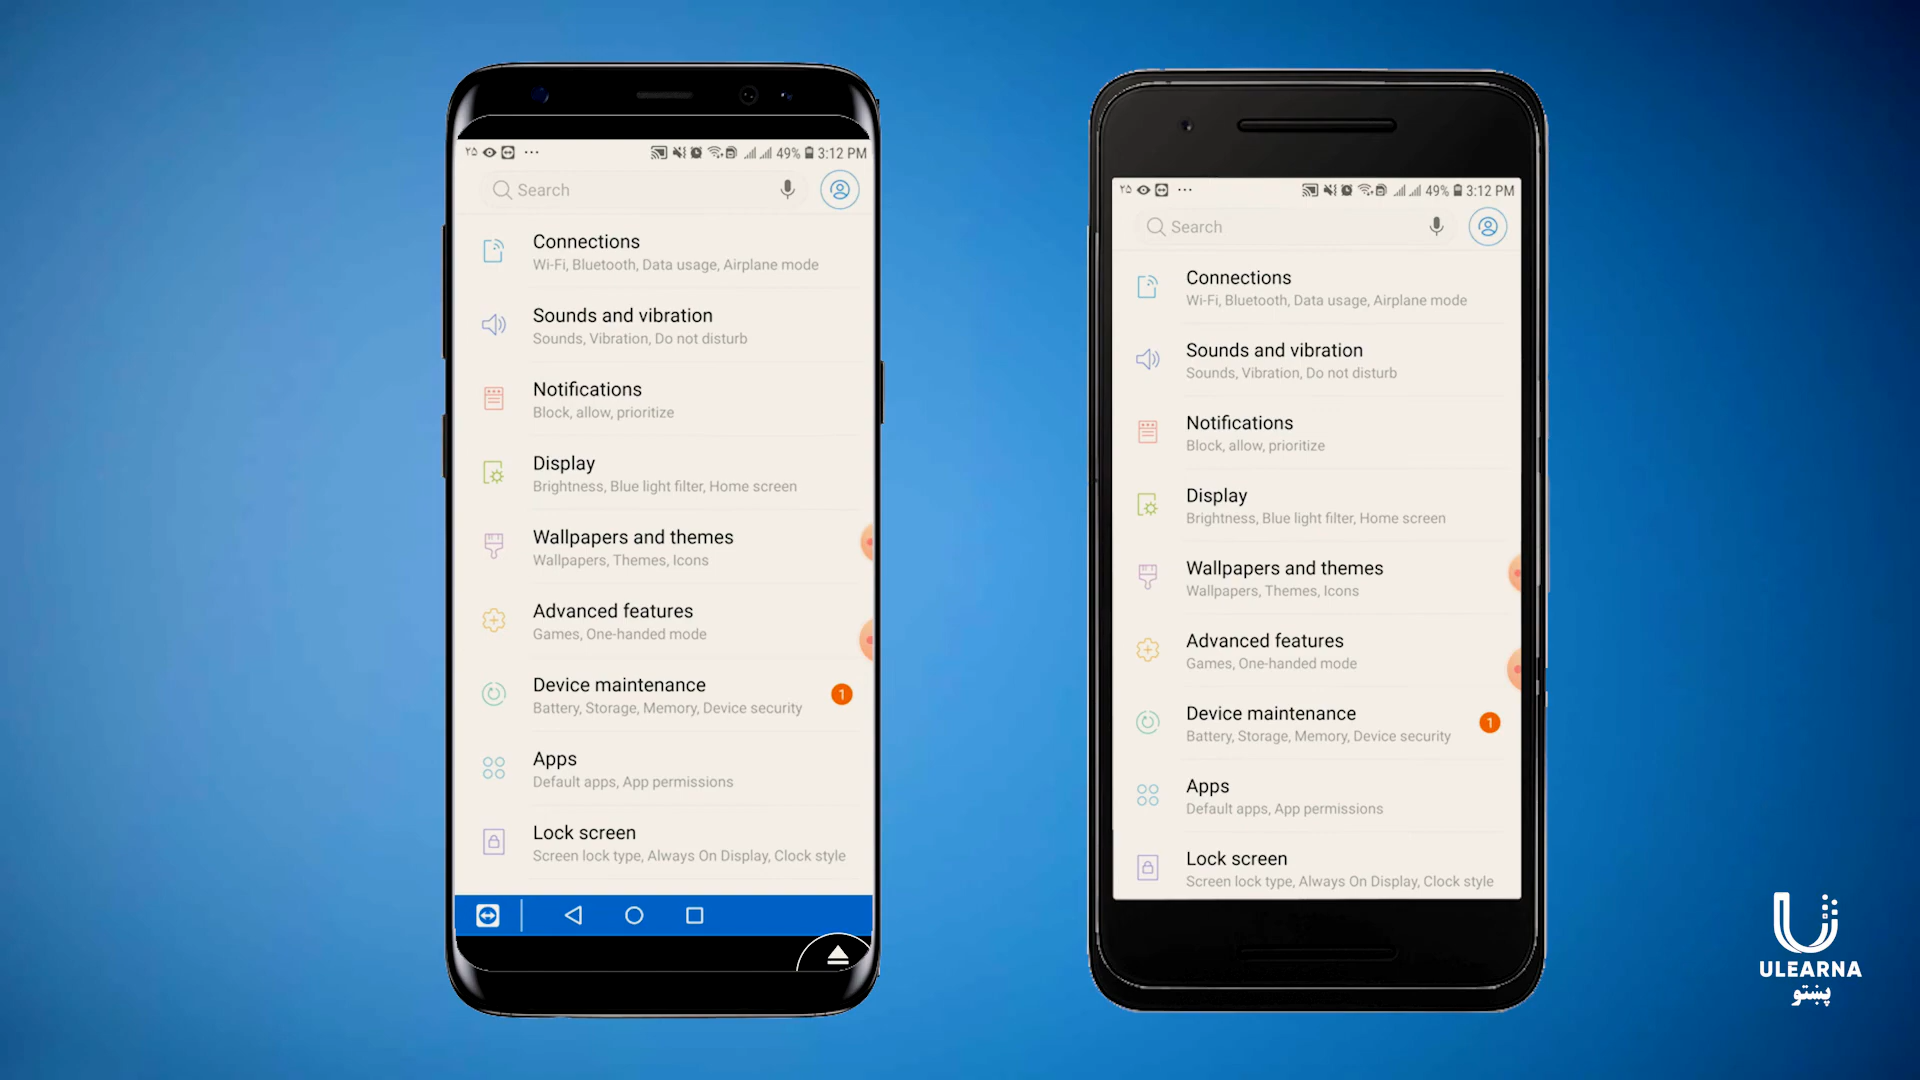 ۲۵ ... 49% 3:12 PM
Search
Connections
Wi-Fi, Bluetooth, Data usage, Airplane mode
Sounds and vibration
Sounds, Vibration, Do not disturb
Notifications
Block, allow, prioritize
Display
Brightness, Blue light filter, Home screen
Wallpapers and themes
Wallpapers, Themes, Icons
Advanced features
Games, One-handed mode
Device maintenance
1
Battery, Storage, Memory, Device security
Apps
Default apps, App permissions
Lock screen
Screen lock type, Always On Display, Clock style
۲۵ ... 49% 3:12 PM
Search
Connections
Wi-Fi, Bluetooth, Data usage, Airplane mode
Sounds and vibration
Sounds, Vibration, Do not disturb
Notifications
Block, allow, prioritize
Display
Brightness, Blue light filter, Home screen
Wallpapers and themes
Wallpapers, Themes, Icons
Advanced features
Games, One-handed mode
Device maintenance
1
Battery, Storage, Memory, Device security
Apps
Default apps, App permissions
Lock screen
Screen lock type, Always On Display, Clock style
ULEARNA
پښتو